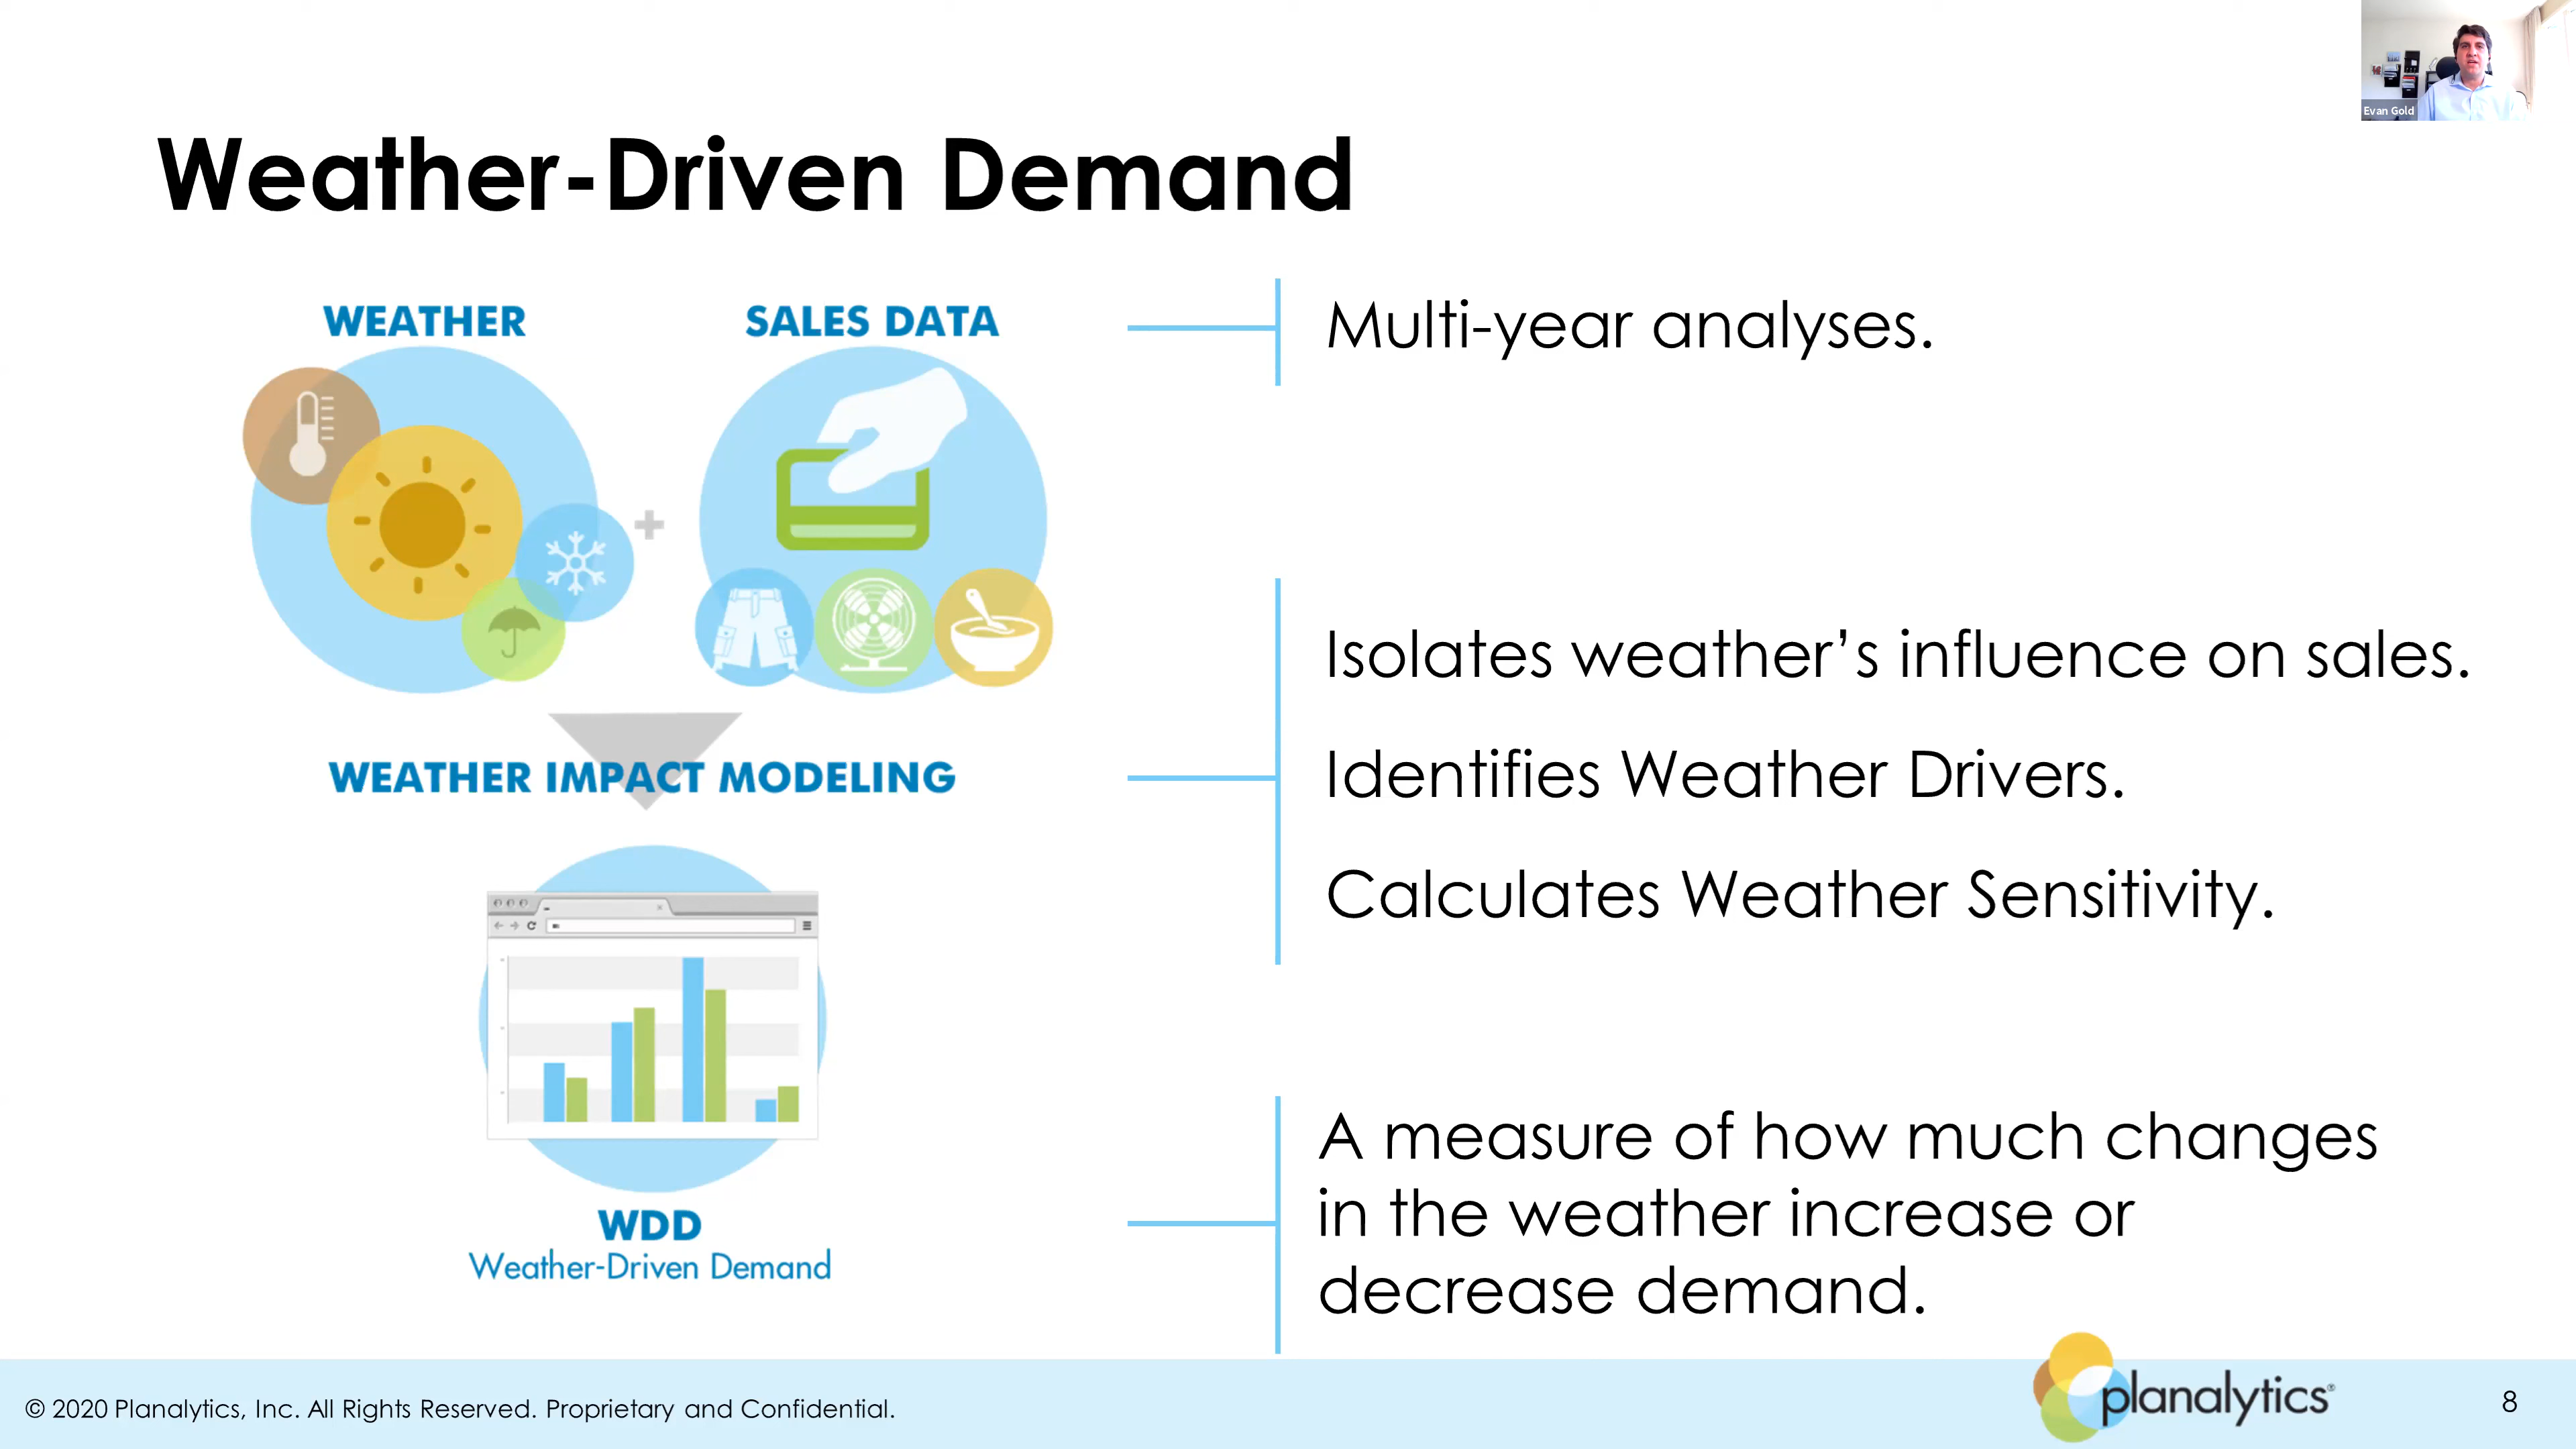 Evan Gold
Weather-Driven Demand
WEATHER
SALES DATA
Multi-year analyses.
Isolates weather’s influence on sales.
WEATHER IMPACT MODELING
Identifies Weather Drivers.
Calculates Weather Sensitivity.
WDD
Weather-Driven Demand
A measure of how much changes
in the weather increase or
decrease demand.
© 2020 Planalytics, Inc. All Rights Reserved. Proprietary and Confidential.
planalytics®
8